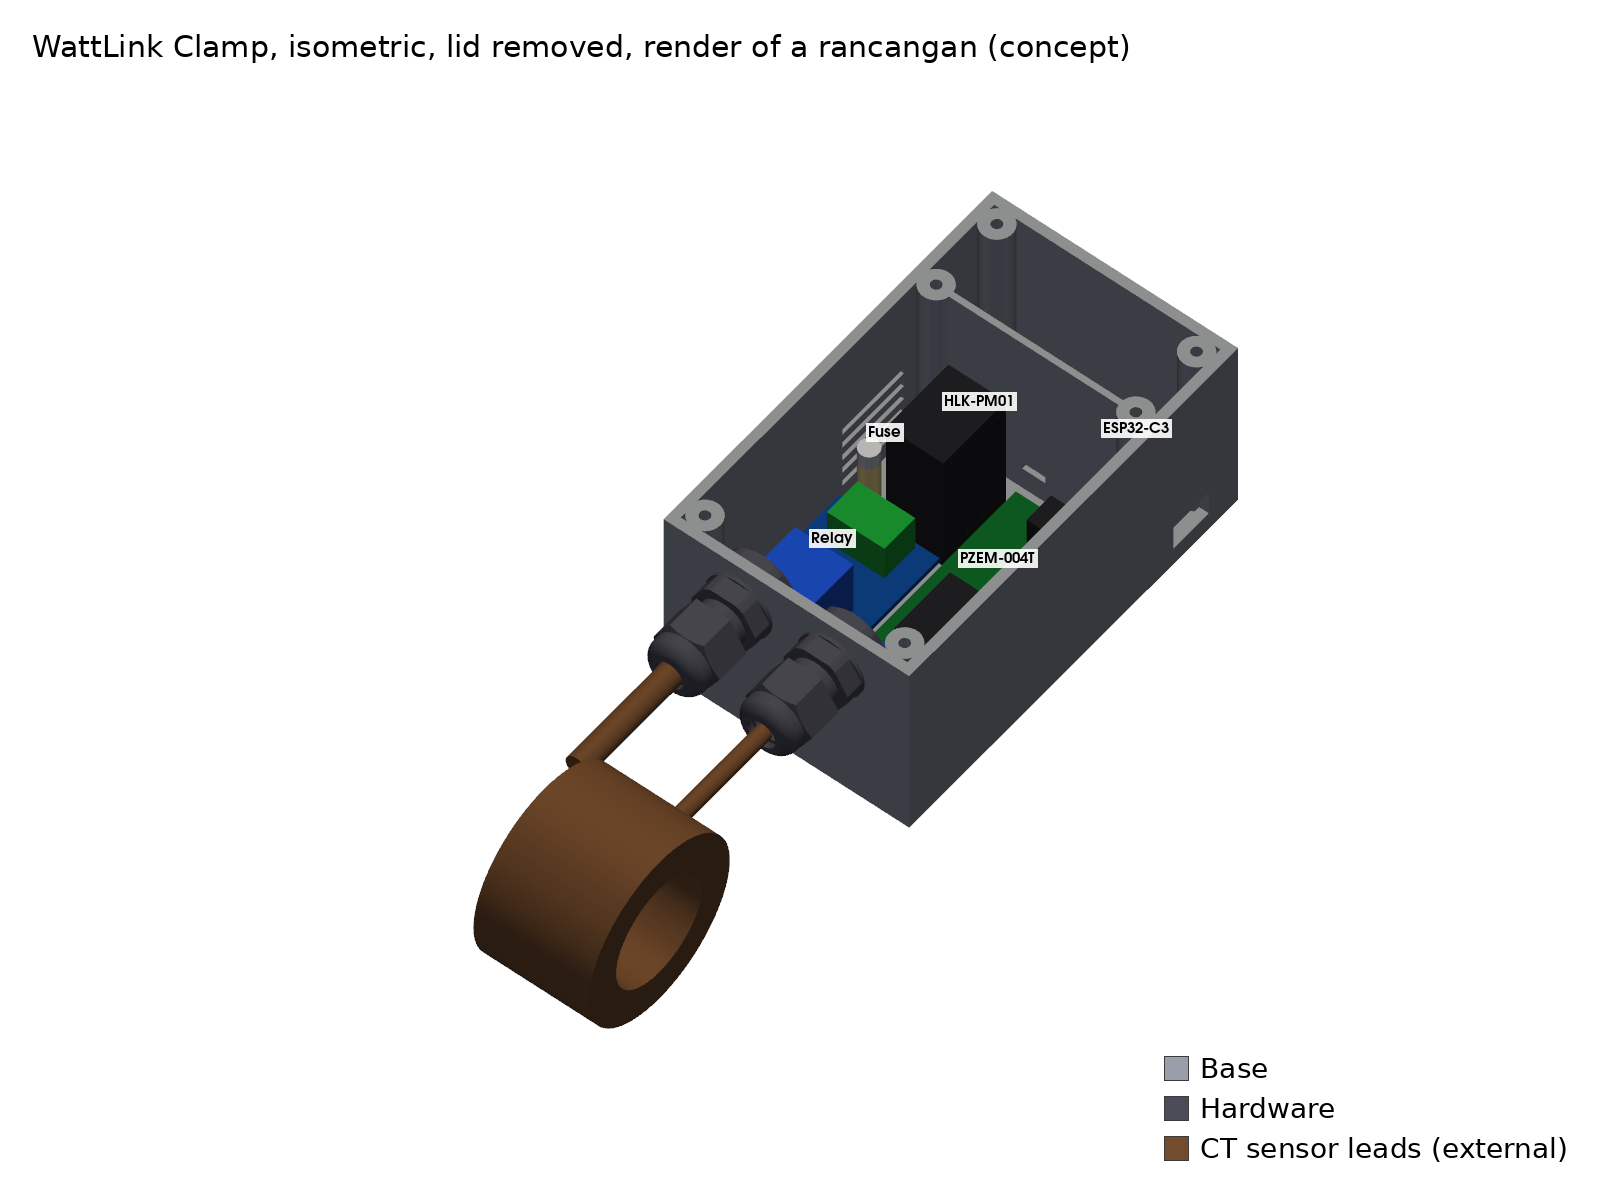 WattLink Clamp, isometric, lid removed, render of a rancangan (concept)
HLK-PM01
ESP32-C3
Fuse
Relay
PZEM-004T
Base
Hardware
CT sensor leads (external)